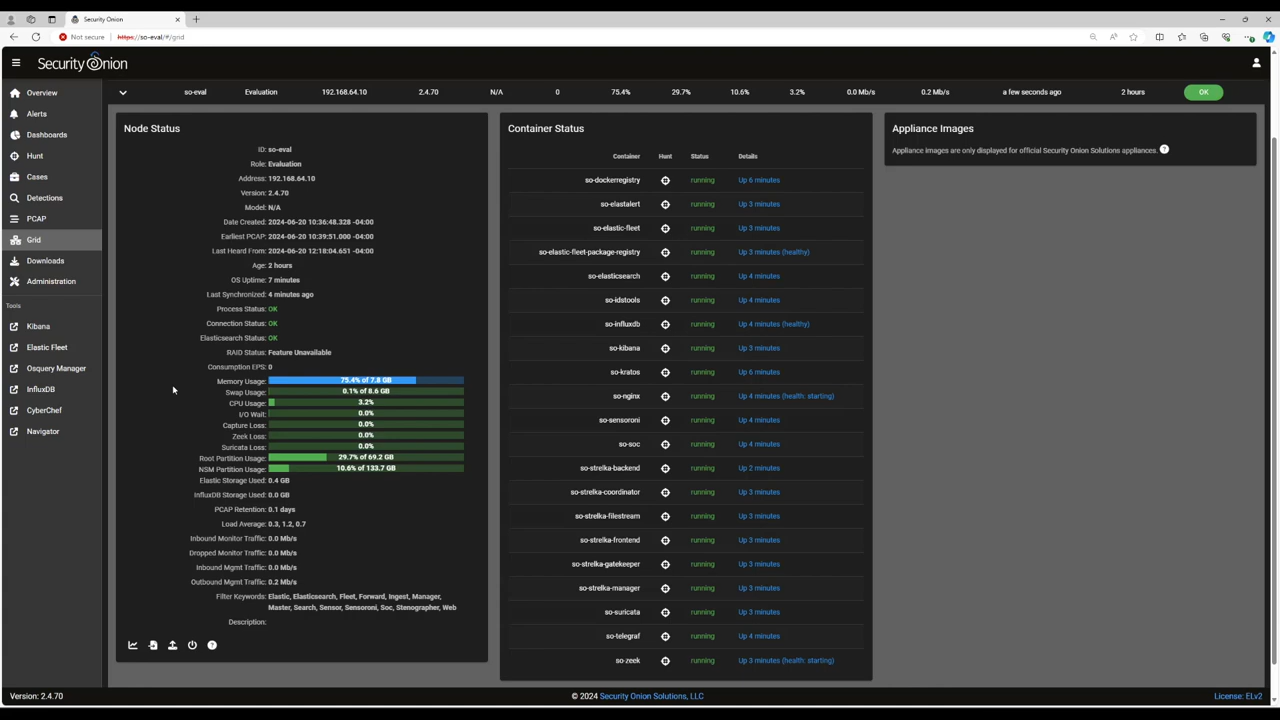 Security Onion
Not secure
https://so-eval/#/grid
Security Onion
so-eval Evaluation 192.168.64.10 2.4.70 N/A 0 75.4% 29.7% 10.6% 3.2% 0.0 Mb/s 0.2 Mb/s a few seconds ago 2 hours OK
Overview
Alerts
Dashboards
Hunt
Cases
Detections
PCAP
Grid
Downloads
Administration
Tools
Kibana
Elastic Fleet
Osquery Manager
InfluxDB
CyberChef
Navigator
Node Status
ID: so-eval
Role: Evaluation
Address: 192.168.64.10
Version: 2.4.70
Model: N/A
Date Created: 2024-06-20 10:36:48.328 -04:00
Earliest PCAP: 2024-06-20 10:39:51.000 -04:00
Last Heard From: 2024-06-20 12:18:04.651 -04:00
Age: 2 hours
OS Uptime: 7 minutes
Last Synchronized: 4 minutes ago
Process Status: OK
Connection Status: OK
Elasticsearch Status: OK
RAID Status: Feature Unavailable
Consumption EPS: 0
Memory Usage: 75.4% of 7.8 GB
Swap Usage: 0.1% of 8.6 GB
CPU Usage: 3.2%
I/O Wait: 0.0%
Capture Loss: 0.0%
Zeek Loss: 0.0%
Suricata Loss: 0.0%
Root Partition Usage: 29.7% of 69.2 GB
NSM Partition Usage: 10.6% of 133.7 GB
Elastic Storage Used: 0.4 GB
InfluxDB Storage Used: 0.0 GB
PCAP Retention: 0.1 days
Load Average: 0.3, 1.2, 0.7
Inbound Monitor Traffic: 0.0 Mb/s
Dropped Monitor Traffic: 0.0 Mb/s
Inbound Mgmt Traffic: 0.0 Mb/s
Outbound Mgmt Traffic: 0.2 Mb/s
Filter Keywords: Elastic, Elasticsearch, Fleet, Forward, Ingest, Manager,
Master, Search, Sensor, Sensoroni, Soc, Stenographer, Web
Description:
Container Status
Container Hunt Status Details
so-dockerregistry running Up 6 minutes
so-elastalert running Up 3 minutes
so-elastic-fleet running Up 3 minutes
so-elastic-fleet-package-registry running Up 3 minutes (healthy)
so-elasticsearch running Up 4 minutes
so-idstools running Up 4 minutes
so-influxdb running Up 4 minutes (healthy)
so-kibana running Up 3 minutes
so-kratos running Up 6 minutes
so-nginx running Up 4 minutes (health: starting)
so-sensoroni running Up 4 minutes
so-soc running Up 4 minutes
so-strelka-backend running Up 2 minutes
so-strelka-coordinator running Up 3 minutes
so-strelka-filestream running Up 3 minutes
so-strelka-frontend running Up 3 minutes
so-strelka-gatekeeper running Up 3 minutes
so-strelka-manager running Up 3 minutes
so-suricata running Up 3 minutes
so-telegraf running Up 4 minutes
so-zeek running Up 3 minutes (health: starting)
Appliance Images
Appliance images are only displayed for official Security Onion Solutions appliances.
Version: 2.4.70
© 2024 Security Onion Solutions, LLC
License: ELv2